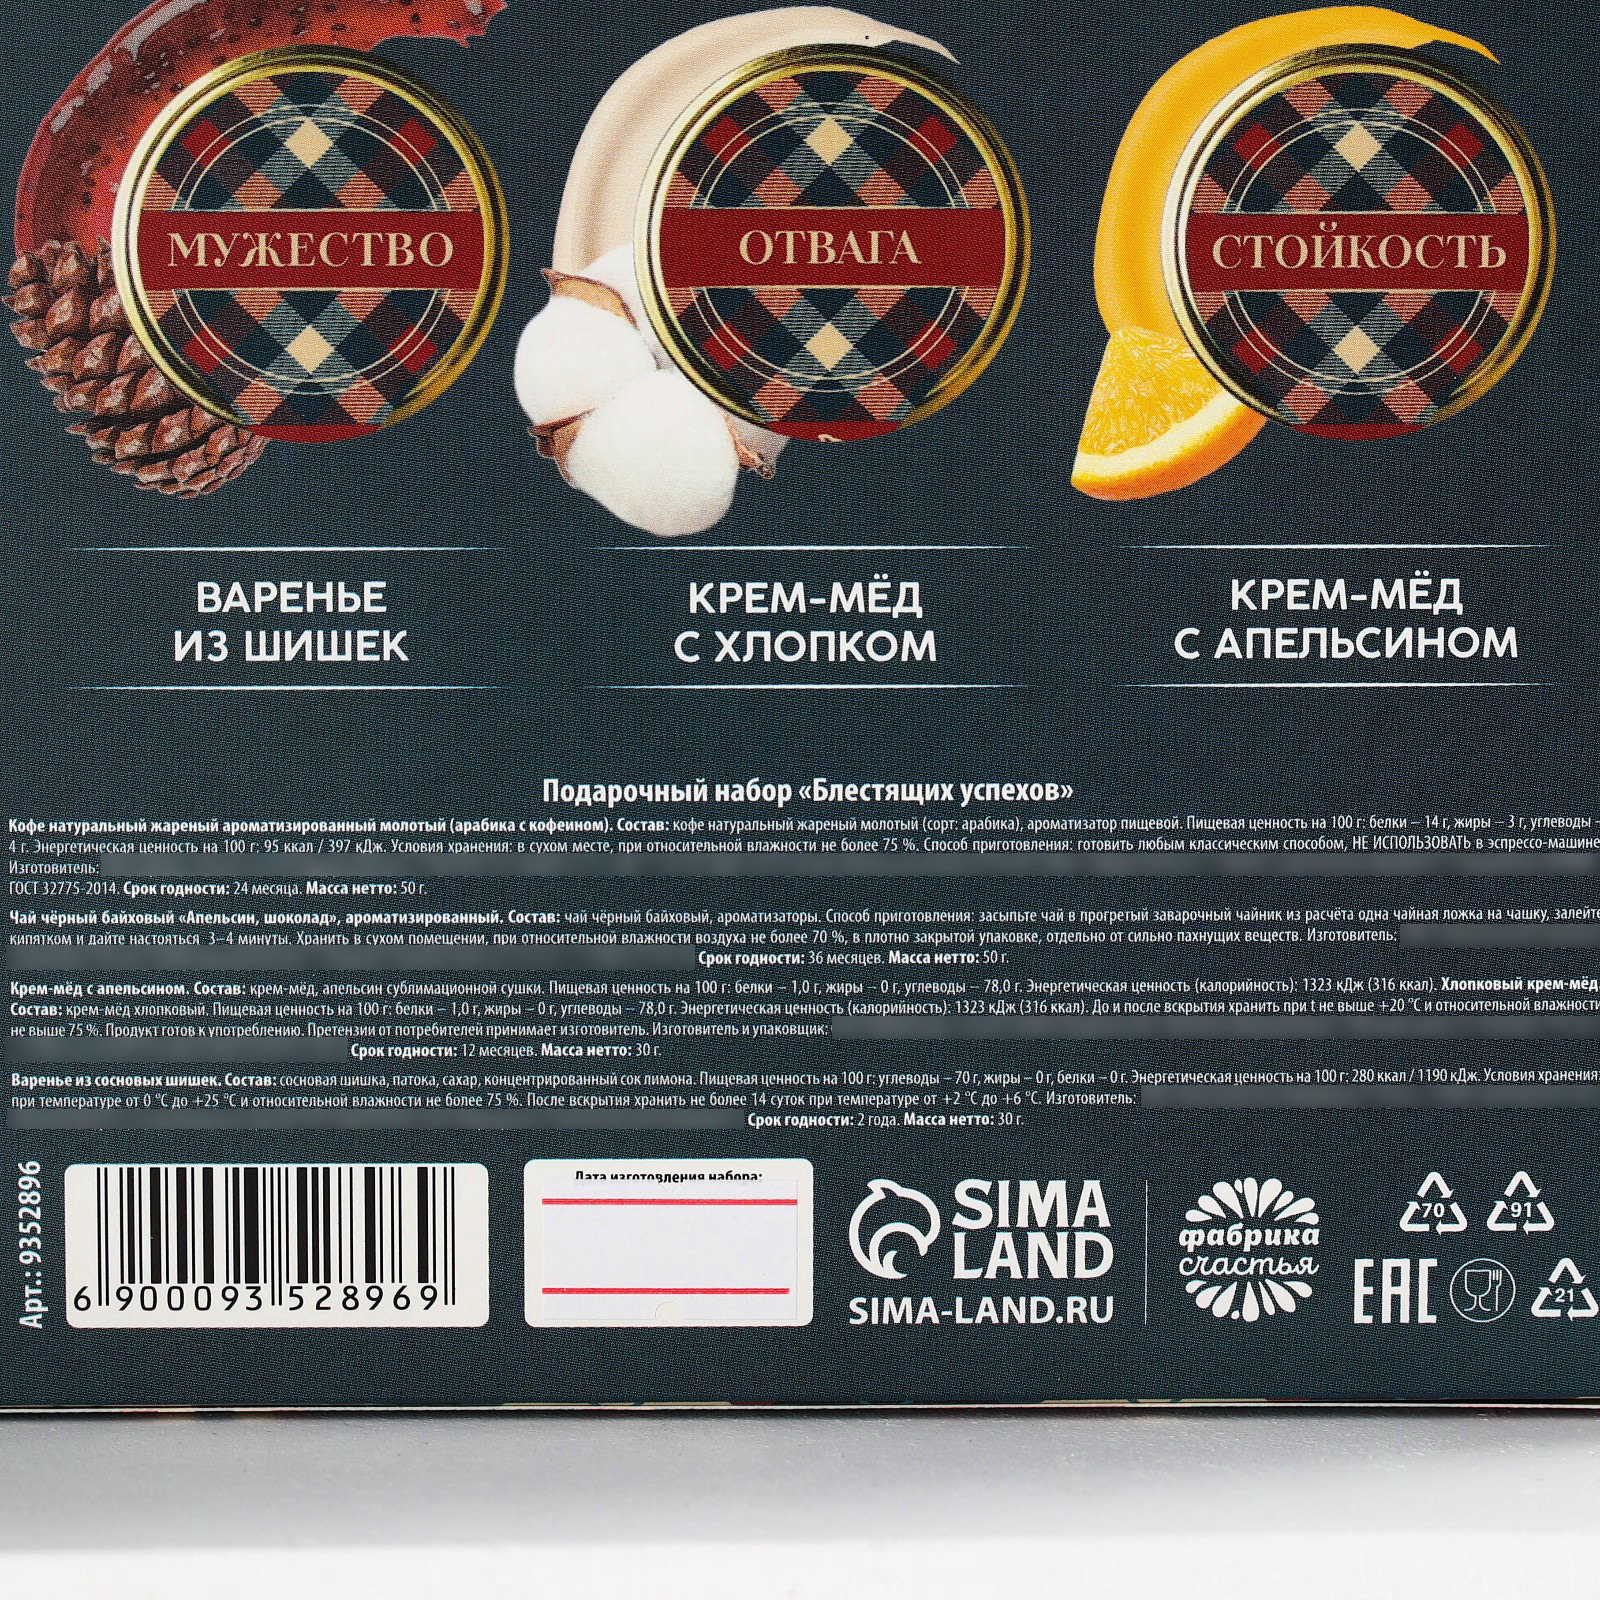 МУЖЕСТВО
ОТВАГА
СТОЙКОСТЬ
ВАРЕНЬЕ
ИЗ ШИШЕК
КРЕМ-МЁД
С ХЛОПКОМ
КРЕМ-МЁД
С АПЕЛЬСИНОМ
Подарочный набор «Блестящих успехов»
Кофе натуральный жареный ароматизированный молотый (арабика с кофеином). Состав: кофе натуральный жареный молотый (сорт: арабика), ароматизатор пищевой. Пищевая ценность на 100 г: белки – 14 г, жиры – 3 г, углеводы –
4 г. Энергетическая ценность на 100 г: 95 ккал / 397 кДж. Условия хранения: в сухом месте, при относительной влажности не более 75 %. Способ приготовления: готовить любым классическим способом, НЕ ИСПОЛЬЗОВАТЬ в эспрессо-машине
Изготовитель:
ГОСТ 32775-2014. Срок годности: 24 месяца. Масса нетто: 50 г.
Чай чёрный байховый «Апельсин, шоколад», ароматизированный. Состав: чай чёрный байховый, ароматизаторы. Способ приготовления: засыпьте чай в прогретый заварочный чайник из расчёта одна чайная ложка на чашку, залейте
кипятком и дайте настояться 3–4 минуты. Хранить в сухом помещении, при относительной влажности воздуха не более 70 %, в плотно закрытой упаковке, отдельно от сильно пахнущих веществ. Изготовитель:
Срок годности: 36 месяцев. Масса нетто: 50 г.
Крем-мёд с апельсином. Состав: крем-мёд, апельсин сублимационной сушки. Пищевая ценность на 100 г: белки – 1,0 г, жиры – 0 г, углеводы – 78,0 г. Энергетическая ценность (калорийность): 1323 кДж (316 ккал). Хлопковый крем-мёд.
Состав: крем-мёд хлопковый. Пищевая ценность на 100 г: белки – 1,0 г, жиры – 0 г, углеводы – 78,0 г. Энергетическая ценность (калорийность): 1323 кДж (316 ккал). До и после вскрытия хранить при t не выше +20 °С и относительной влажности
не выше 75 %. Продукт готов к употреблению. Претензии от потребителей принимает изготовитель. Изготовитель и упаковщик:
Срок годности: 12 месяцев. Масса нетто: 30 г.
Варенье из сосновых шишек. Состав: сосновая шишка, патока, сахар, концентрированный сок лимона. Пищевая ценность на 100 г: углеводы – 70 г, жиры – 0 г, белки – 0 г. Энергетическая ценность на 100 г: 280 ккал / 1190 кДж. Условия хранения:
при температуре от 0 °С до +25 °С и относительной влажности не более 75 %. После вскрытия хранить не более 14 суток при температуре от +2 °С до +6 °С. Изготовитель:
Срок годности: 2 года. Масса нетто: 30 г.
Арт.: 9352896
6 900093 528969
Дата изготовления набора:
SIMA
LAND
SIMA-LAND.RU
фабрика
счастья
70
91
EAC
21